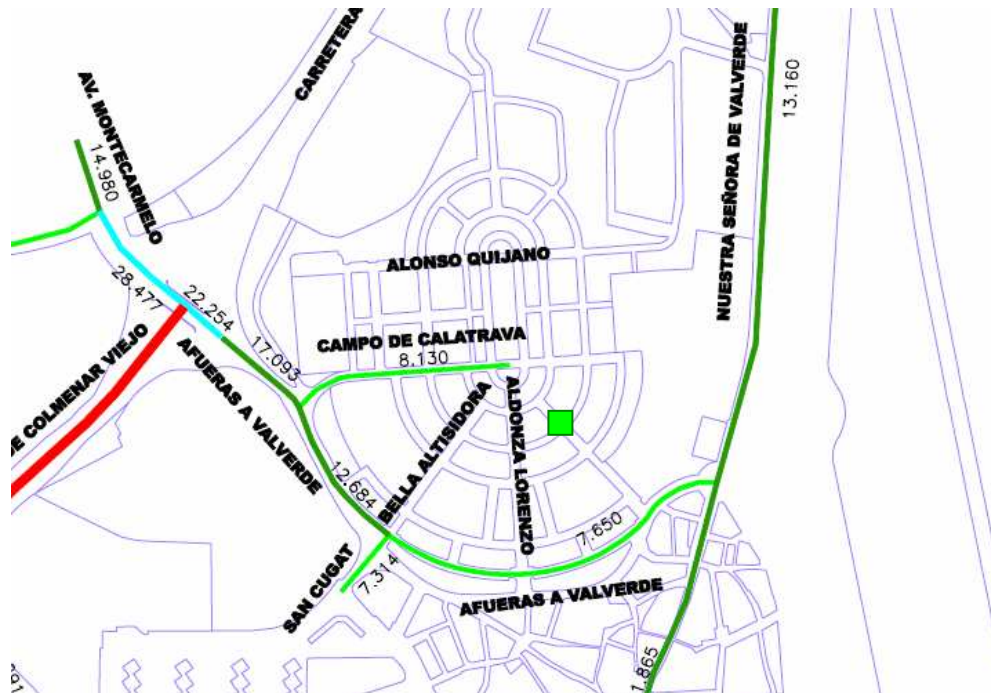 CARRETERA
AV. MONTECARMELO
14.980
13.160
NUESTRA SEÑORA DE VALVERDE
ALONSO QUIJANO
28.477
22.254
17.093
CAMPO DE CALATRAVA
8.130
DE COLMENAR VIEJO
AFUERAS A VALVERDE
BELLA ALTISIDORA
ALDONZA LORENZO
12.684
7.650
SAN CUGAT
7.314
AFUERAS A VALVERDE
1.865